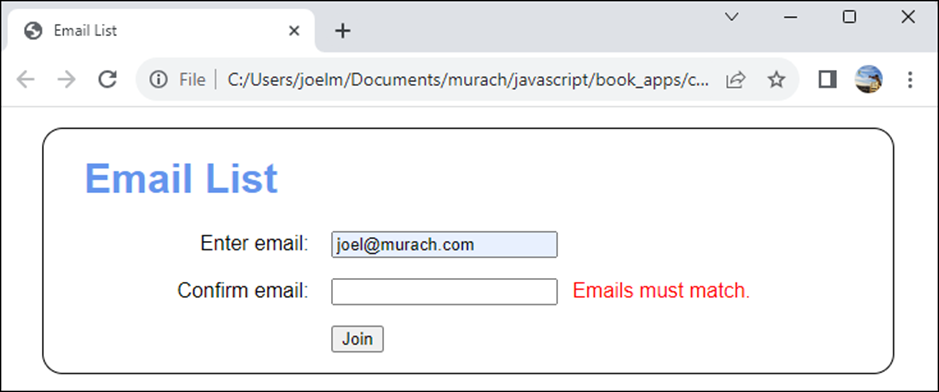 Email List
File C:/Users/joelm/Documents/murach/javascript/book_apps/c...
Email List
Enter email: joel@murach.com
Confirm email: Emails must match.
Join